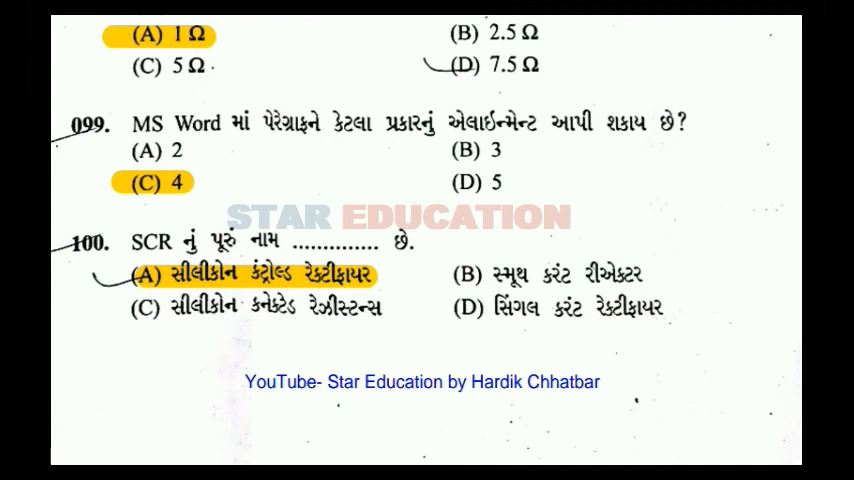 (A) 1 Ω (B) 2.5 Ω
(C) 5 Ω (D) 7.5 Ω
099. MS Word માં પેરેગ્રાફને કેટલા પ્રકારનું એલાઇન્મેન્ટ આપી શકાય છે?
(A) 2 (B) 3
(C) 4 (D) 5
STAR EDUCATION
100. SCR નું પૂરું નામ .............. છે.
(A) સીલીકોન કંટ્રોલ્ડ રેક્ટીફાયર (B) સ્મૂથ કરંટ રીએક્ટર
(C) સીલીકોન કનેક્ટેડ રેઝીસ્ટન્સ (D) સિંગલ કરંટ રેક્ટીફાયર
YouTube- Star Education by Hardik Chhatbar